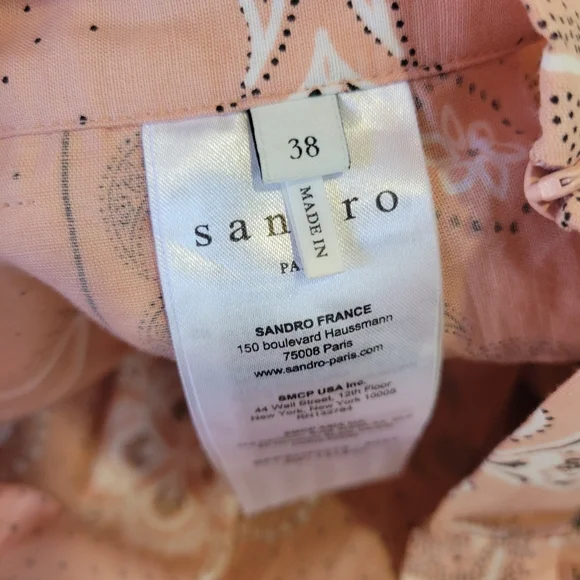 38
MADE IN
sandro
PA
SANDRO FRANCE
150 boulevard Haussmann
75008 Paris
www.sandro-paris.com
SMCP USA Inc.
44 Wall Street, 12th Floor
New York, New York 10005